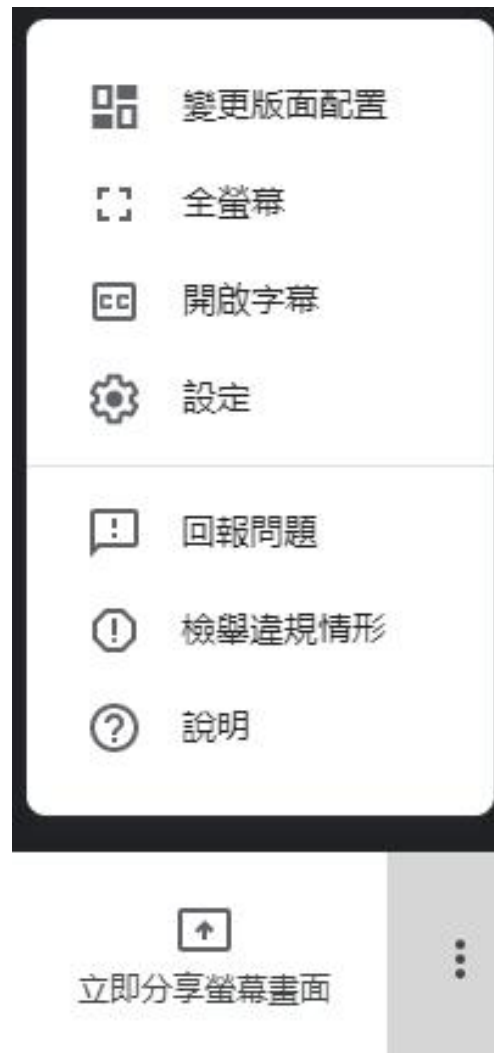 變更版面配置
全螢幕
開啟字幕
設定
回報問題
檢舉違規情形
說明
立即分享螢幕畫面